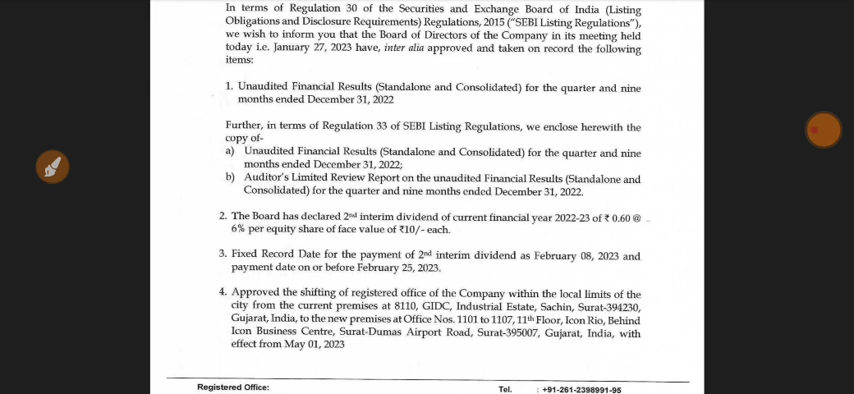 In terms of Regulation 30 of the Securities and Exchange Board of India (Listing
Obligations and Disclosure Requirements) Regulations, 2015 (“SEBI Listing Regulations”),
we wish to inform you that the Board of Directors of the Company in its meeting held
today i.e. January 27, 2023 have, inter alia approved and taken on record the following
items:
1. Unaudited Financial Results (Standalone and Consolidated) for the quarter and nine
months ended December 31, 2022
Further, in terms of Regulation 33 of SEBI Listing Regulations, we enclose herewith the
copy of-
a) Unaudited Financial Results (Standalone and Consolidated) for the quarter and nine
months ended December 31, 2022;
b) Auditor's Limited Review Report on the unaudited Financial Results (Standalone and
Consolidated) for the quarter and nine months ended December 31, 2022.
2. The Board has declared 2nd interim dividend of current financial year 2022-23 of ₹ 0.60 @
6% per equity share of face value of ₹10/- each.
3. Fixed Record Date for the payment of 2nd interim dividend as February 08, 2023 and
payment date on or before February 25, 2023.
4. Approved the shifting of registered office of the Company within the local limits of the
city from the current premises at 8110, GIDC, Industrial Estate, Sachin, Surat-394230,
Gujarat, India, to the new premises at Office Nos. 1101 to 1107, 11th Floor, Icon Rio, Behind
Icon Business Centre, Surat-Dumas Airport Road, Surat-395007, Gujarat, India, with
effect from May 01, 2023
Registered Office: Tel. : +91-261-2398991-95